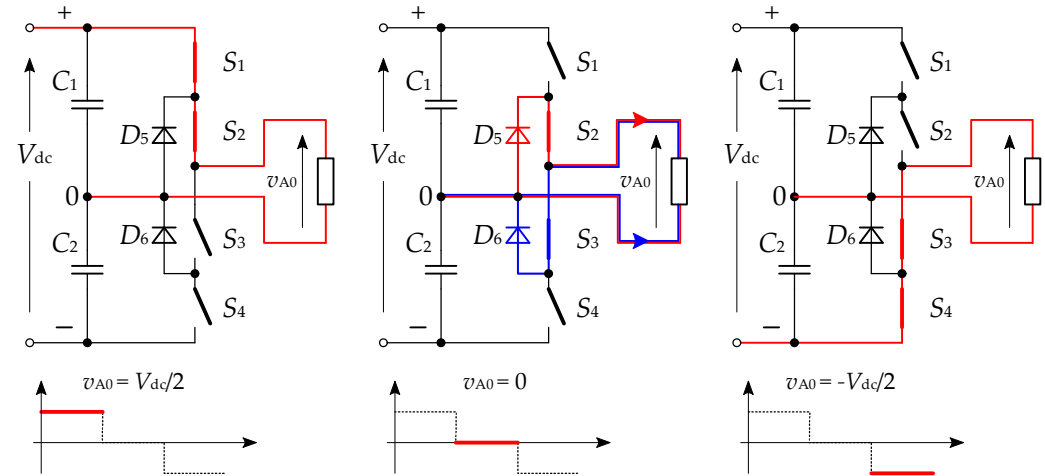 +
S1
C1
D5
S2
Vdc
vA0
0
D6
S3
C2
S4
−
vA0 = Vdc/2
+
S1
C1
D5
S2
Vdc
vA0
0
D6
S3
C2
S4
−
vA0 = 0
+
S1
C1
D5
S2
Vdc
vA0
0
D6
S3
C2
S4
−
vA0 = -Vdc/2